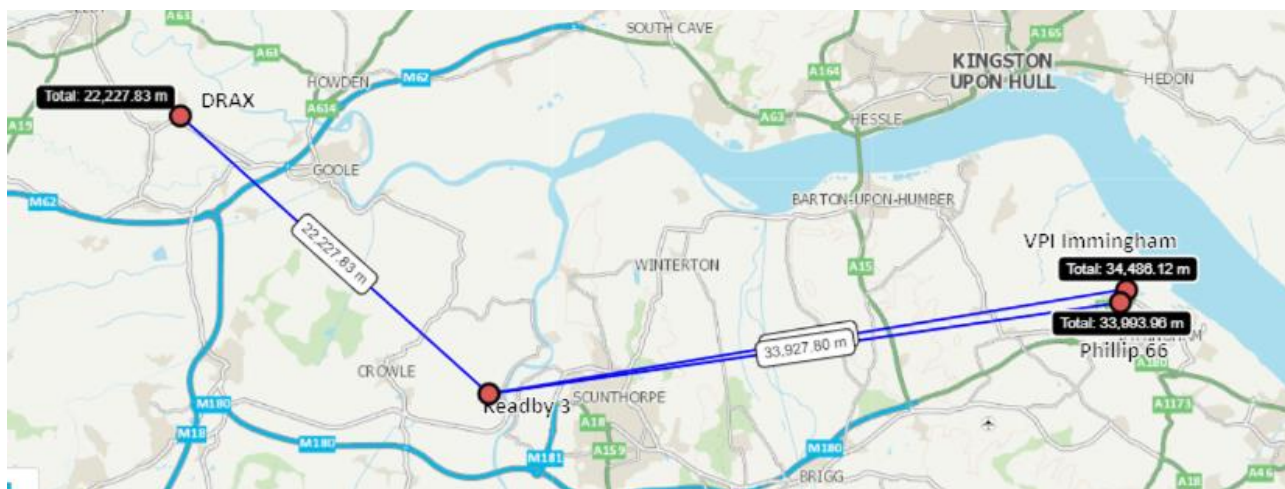 A63
A63
SOUTH CAVE
A165
A164
KINGSTON
UPON HULL
HEDON
HOWDEN
M62
Total: 22,227.83 m
DRAX
A614
A19
A63
HESSLE
GOOLE
M62
BARTON-UPON-HUMBER
22,227.83 m
VPI Immingham
WINTERTON
A15
Total: 34,486.12 m
33,927.80 m
Total: 33,993.96 m
Phillip 66
A180
CROWLE
Keadby 3
SCUNTHORPE
M180
M18
A18
A1173
M180
M181
A159
M180
BRIGG
A18
A46